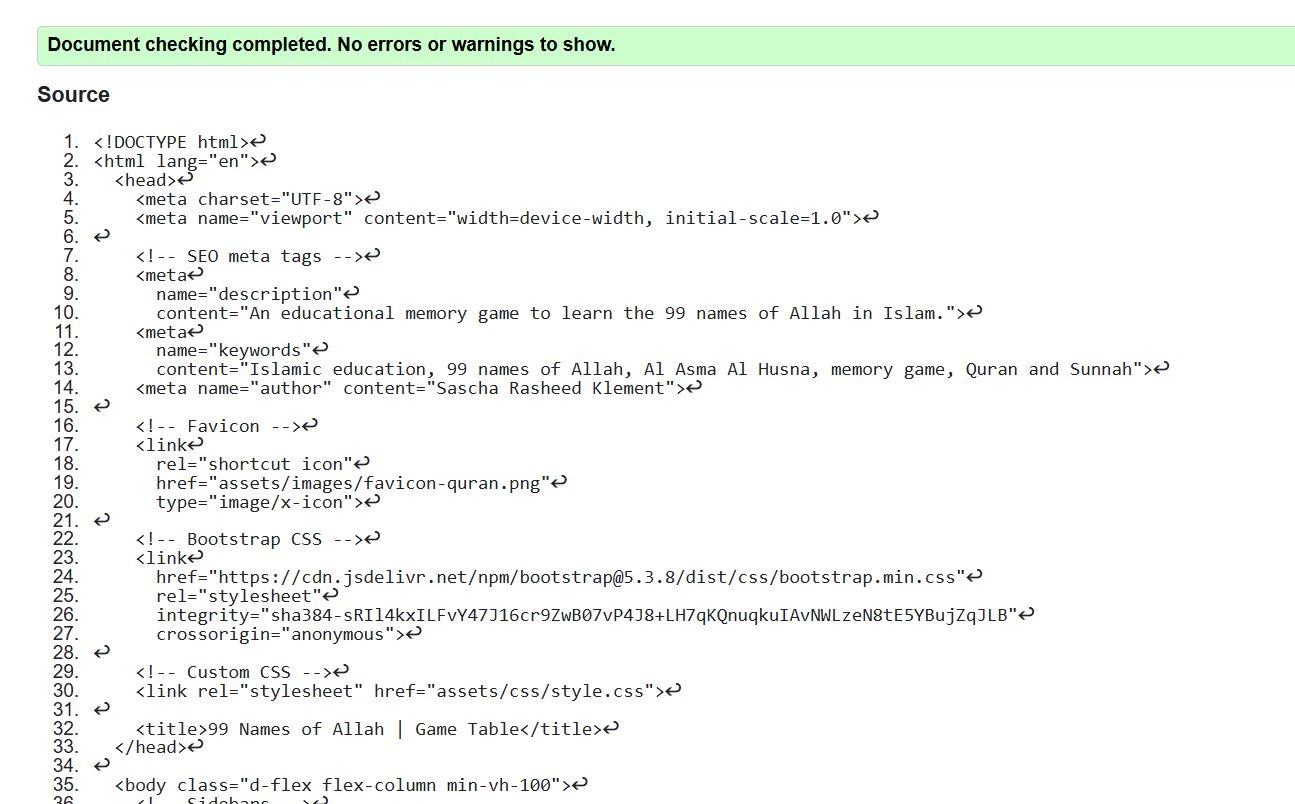 Document checking completed. No errors or warnings to show.
Source
1. <!DOCTYPE html>↩
2. <html lang="en">↩
3.   <head>↩
4.     <meta charset="UTF-8">↩
5.     <meta name="viewport" content="width=device-width, initial-scale=1.0">↩
6. ↩
7.     <!-- SEO meta tags -->↩
8.     <meta↩
9.       name="description"↩
10.       content="An educational memory game to learn the 99 names of Allah in Islam.">↩
11.     <meta↩
12.       name="keywords"↩
13.       content="Islamic education, 99 names of Allah, Al Asma Al Husna, memory game, Quran and Sunnah">↩
14.     <meta name="author" content="Sascha Rasheed Klement">↩
15. ↩
16.     <!-- Favicon -->↩
17.     <link↩
18.       rel="shortcut icon"↩
19.       href="assets/images/favicon-quran.png"↩
20.       type="image/x-icon">↩
21. ↩
22.     <!-- Bootstrap CSS -->↩
23.     <link↩
24.       href="https://cdn.jsdelivr.net/npm/bootstrap@5.3.8/dist/css/bootstrap.min.css"↩
25.       rel="stylesheet"↩
26.       integrity="sha384-sRIl4kxILFvY47J16cr9ZwB07vP4J8+LH7qKQnuqkuIAvNWLzeN8tE5YBujZqJLB"↩
27.       crossorigin="anonymous">↩
28. ↩
29.     <!-- Custom CSS -->↩
30.     <link rel="stylesheet" href="assets/css/style.css">↩
31. ↩
32.     <title>99 Names of Allah | Game Table</title>↩
33.   </head>↩
34. ↩
35.   <body class="d-flex flex-column min-vh-100">↩
36.     <!-- Sidebars -->↩